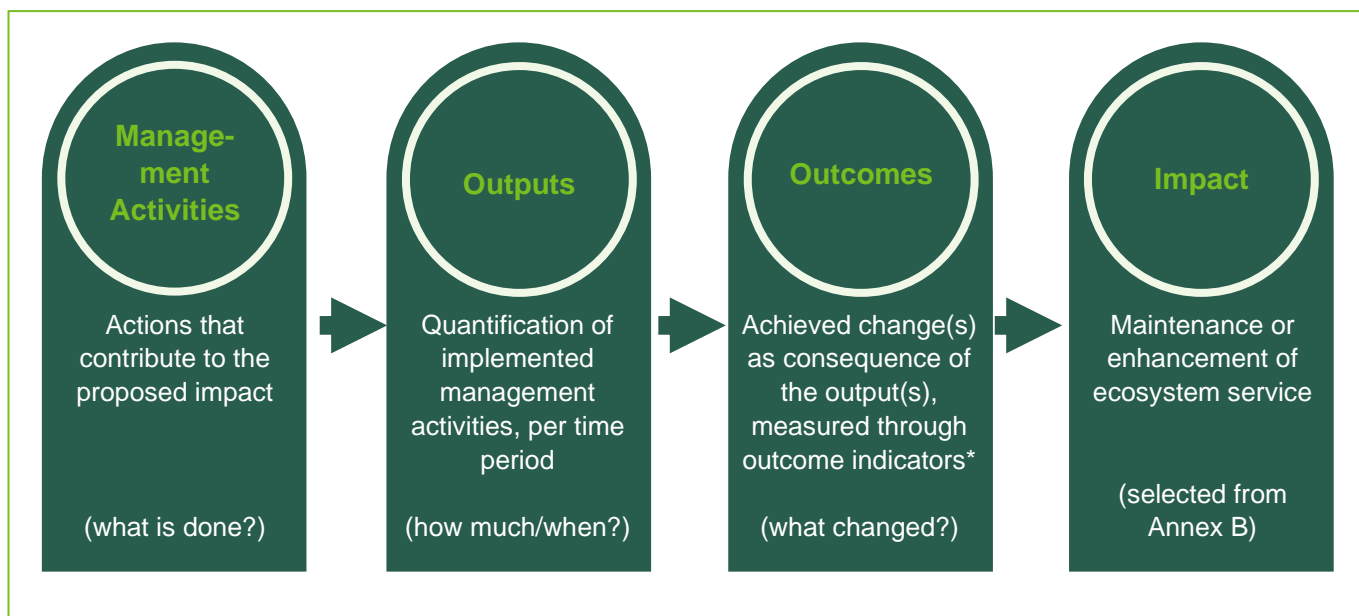 Manage-
ment
Activities
Actions that
contribute to the
proposed impact
(what is done?)
Outputs
Quantification of
implemented
management
activities, per time
period
(how much/when?)
Outcomes
Achieved change(s)
as consequence of
the output(s),
measured through
outcome indicators*
(what changed?)
Impact
Maintenance or
enhancement of
ecosystem service
(selected from
Annex B)